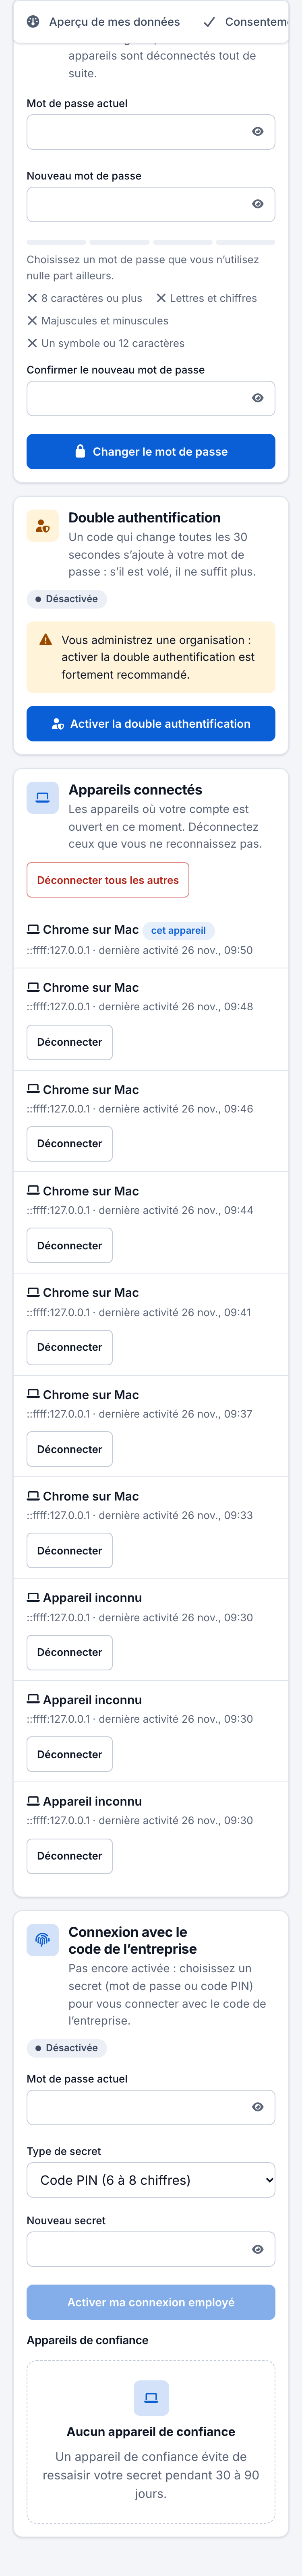 Aperçu de mes données
appareils sont déconnectés tout de
suite.
Mot de passe actuel
Nouveau mot de passe
Choisissez un mot de passe que vous n’utilisez
nulle part ailleurs.
8 caractères ou plus Lettres et chiffres
Majuscules et minuscules
Un symbole ou 12 caractères
Confirmer le nouveau mot de passe
Changer le mot de passe
Double authentification
Un code qui change toutes les 30
secondes s’ajoute à votre mot de
passe : s’il est volé, il ne suffit plus.
Désactivée
Vous administrez une organisation :
activer la double authentification est
fortement recommandé.
Activer la double authentification
Appareils connectés
Les appareils où votre compte est
ouvert en ce moment. Déconnectez
ceux que vous ne reconnaissez pas.
Déconnecter tous les autres
Chrome sur Mac cet appareil
::ffff:127.0.0.1 · dernière activité 26 nov., 09:50
Chrome sur Mac
::ffff:127.0.0.1 · dernière activité 26 nov., 09:48
Déconnecter
Chrome sur Mac
::ffff:127.0.0.1 · dernière activité 26 nov., 09:46
Déconnecter
Chrome sur Mac
::ffff:127.0.0.1 · dernière activité 26 nov., 09:44
Déconnecter
Chrome sur Mac
::ffff:127.0.0.1 · dernière activité 26 nov., 09:41
Déconnecter
Chrome sur Mac
::ffff:127.0.0.1 · dernière activité 26 nov., 09:37
Déconnecter
Chrome sur Mac
::ffff:127.0.0.1 · dernière activité 26 nov., 09:33
Déconnecter
Appareil inconnu
::ffff:127.0.0.1 · dernière activité 26 nov., 09:30
Déconnecter
Appareil inconnu
::ffff:127.0.0.1 · dernière activité 26 nov., 09:30
Déconnecter
Appareil inconnu
::ffff:127.0.0.1 · dernière activité 26 nov., 09:30
Déconnecter
Connexion avec le
code de l’entreprise
Pas encore activée : choisissez un
secret (mot de passe ou code PIN)
pour vous connecter avec le code de
l’entreprise.
Désactivée
Mot de passe actuel
Type de secret
Code PIN (6 à 8 chiffres)
Nouveau secret
Activer ma connexion employé
Appareils de confiance
Aucun appareil de confiance
Un appareil de confiance évite de
ressaisir votre secret pendant 30 à 90
jours.